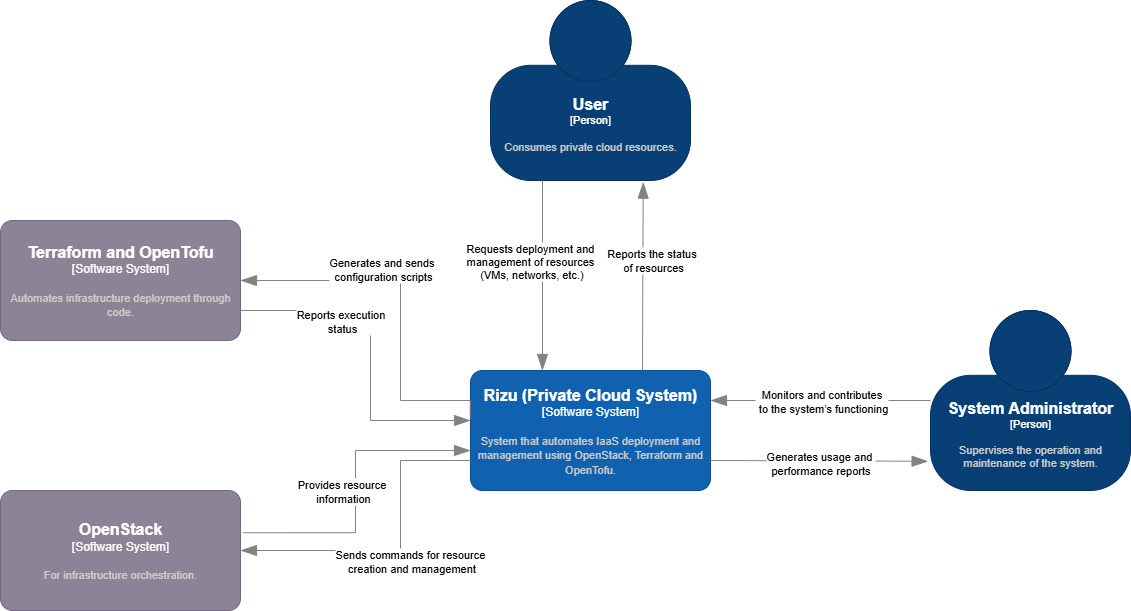 User
[Person]
Consumes private cloud resources.
Requests deployment and
management of resources
(VMs, networks, etc.)
Reports the status
of resources
Terraform and OpenTofu
[Software System]
Automates infrastructure deployment through
code.
Generates and sends
configuration scripts
Reports execution
status
Rizu (Private Cloud System)
[Software System]
System that automates IaaS deployment and
management using OpenStack, Terraform and
OpenTofu.
Monitors and contributes
to the system's functioning
Generates usage and
performance reports
System Administrator
[Person]
Supervises the operation and
maintenance of the system.
Provides resource
information
OpenStack
[Software System]
For infrastructure orchestration.
Sends commands for resource
creation and management